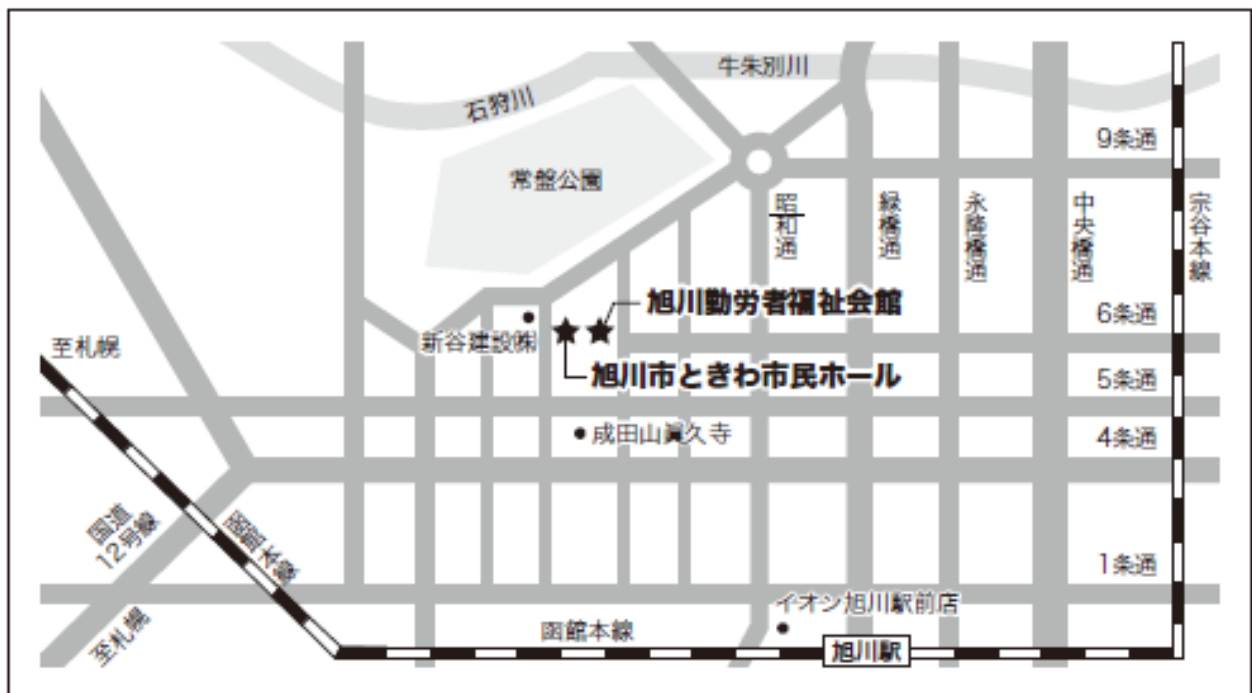 牛朱別川
石狩川
9条通
常盤公園
昭和通
緑橋通
永隆橋通
中央橋通
宗谷本線
旭川勤労者福祉会館
6条通
新谷建設㈱
至札幌
旭川市ときわ市民ホール
5条通
成田山眞久寺
4条通
国道
12号線
函館本線
1条通
イオン旭川駅前店
至札幌
函館本線
旭川駅